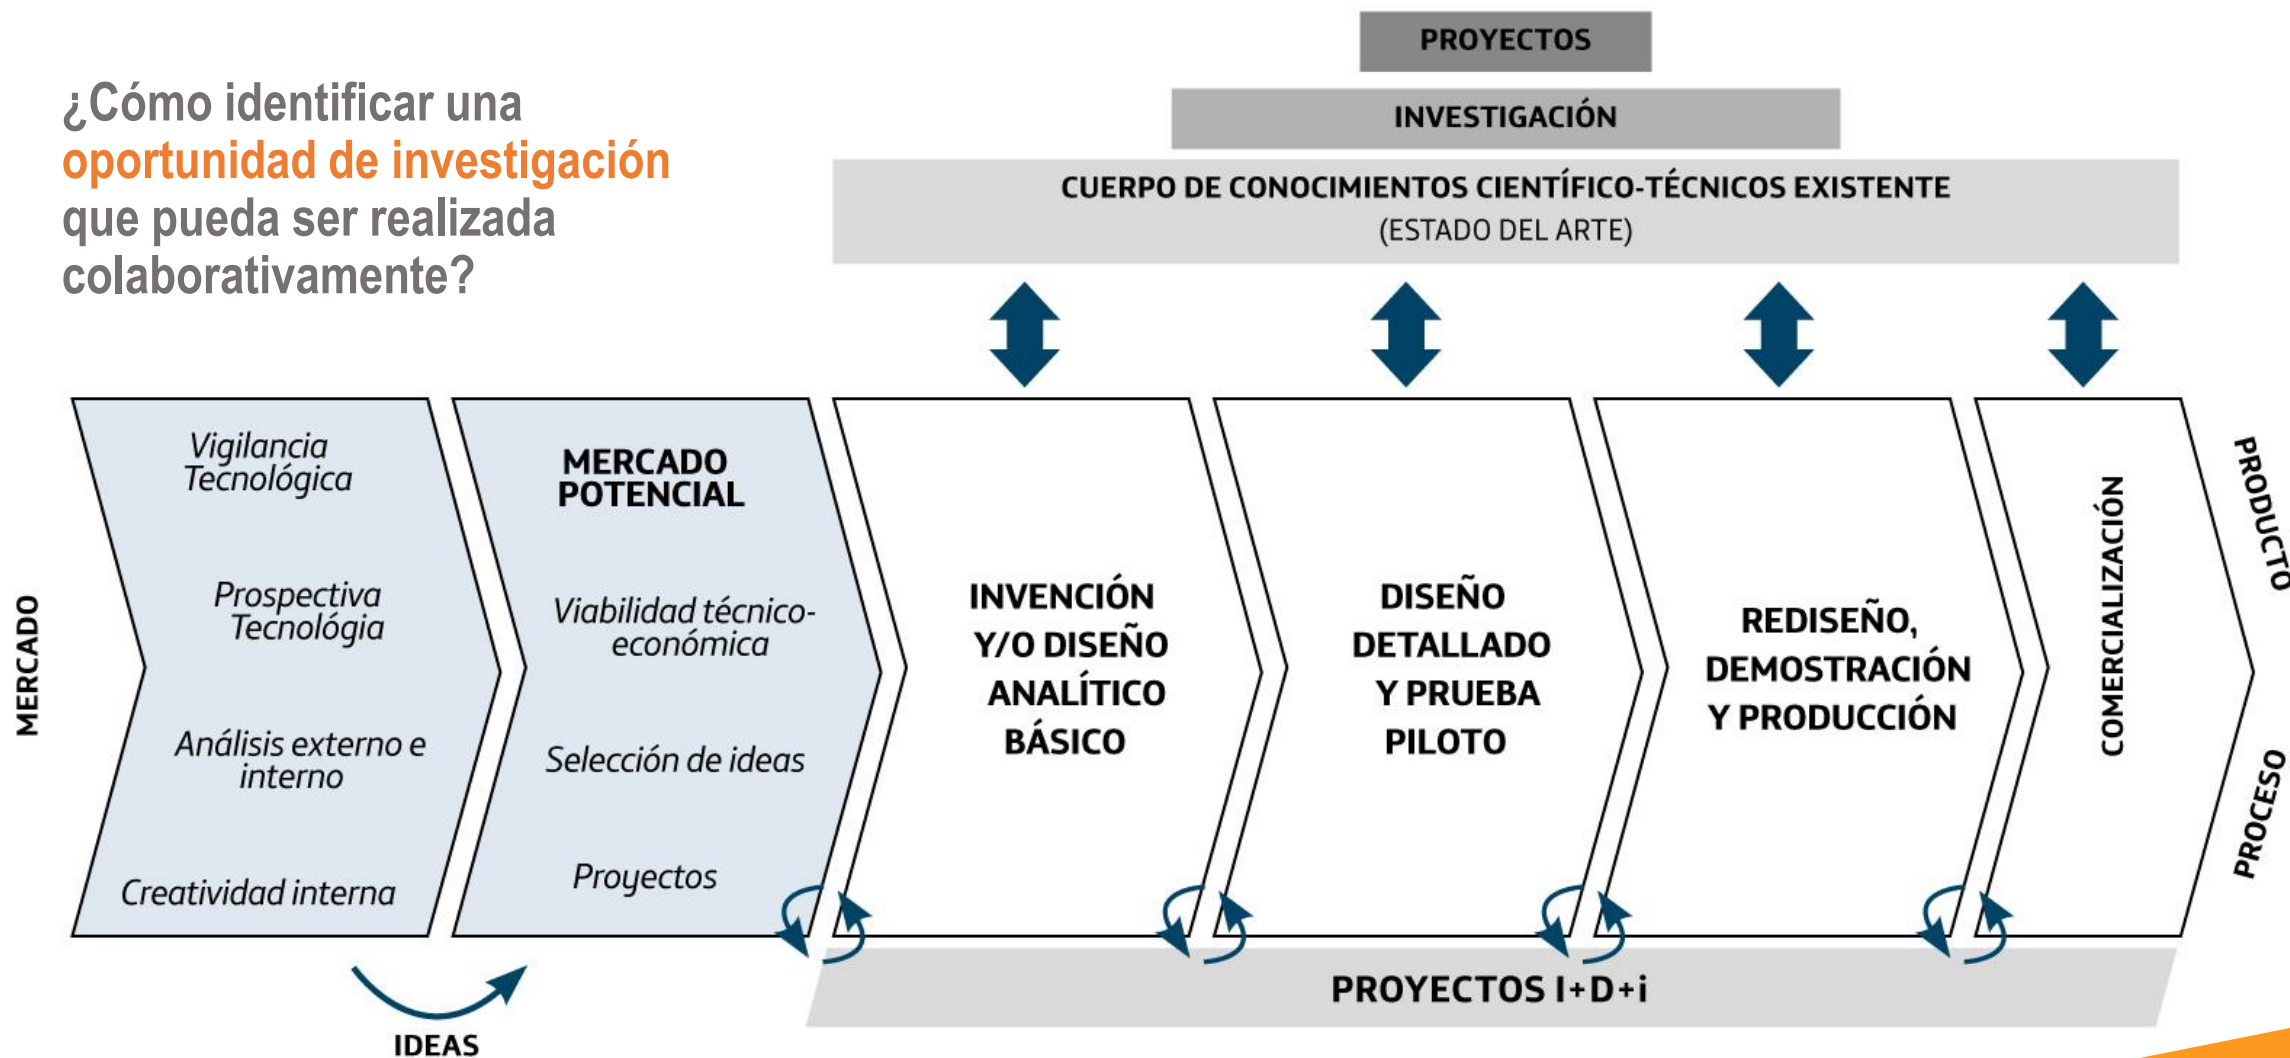 ¿Cómo identificar una
oportunidad de investigación
que pueda ser realizada
colaborativamente?
PROYECTOS
INVESTIGACIÓN
CUERPO DE CONOCIMIENTOS CIENTÍFICO-TÉCNICOS EXISTENTE
(ESTADO DEL ARTE)
MERCADO
Vigilancia
Tecnológica
Prospectiva
Tecnológia
Análisis externo e
interno
Creatividad interna
MERCADO
POTENCIAL
Viabilidad técnico-
económica
Selección de ideas
Proyectos
INVENCIÓN
Y/O DISEÑO
ANALÍTICO
BÁSICO
DISEÑO
DETALLADO
Y PRUEBA
PILOTO
REDISEÑO,
DEMOSTRACIÓN
Y PRODUCCIÓN
COMERCIALIZACIÓN
PRODUCTO
PROCESO
PROYECTOS I+D+i
IDEAS